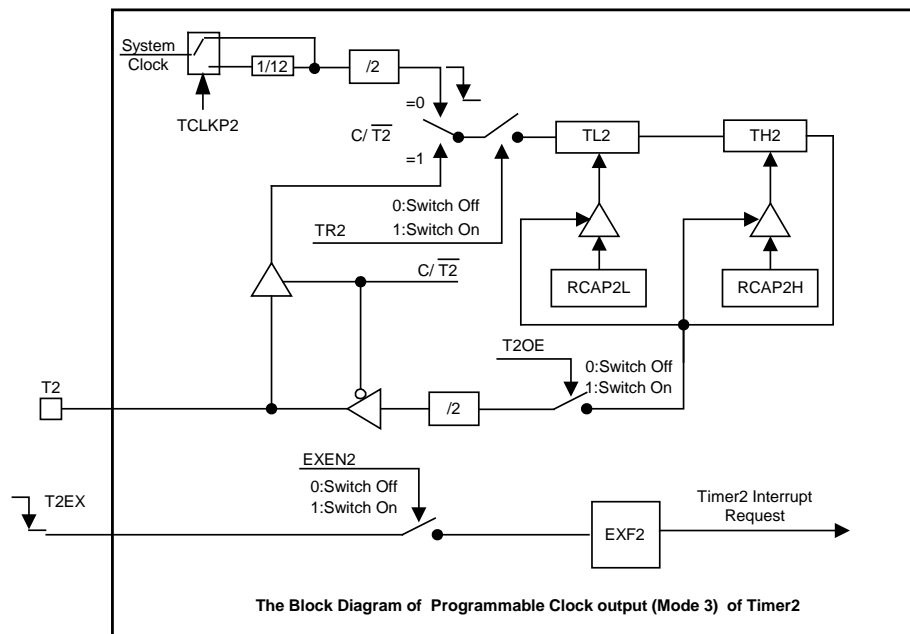 System
Clock
1/12
/2
TCLKP2
=0
C/ T2
=1
TL2
TH2
0:Switch Off
1:Switch On
TR2
C/ T2
RCAP2L
RCAP2H
T2OE
0:Switch Off
1:Switch On
T2
/2
EXEN2
0:Switch Off
1:Switch On
T2EX
EXF2
Timer2 Interrupt
Request
The Block Diagram of Programmable Clock output (Mode 3) of Timer2